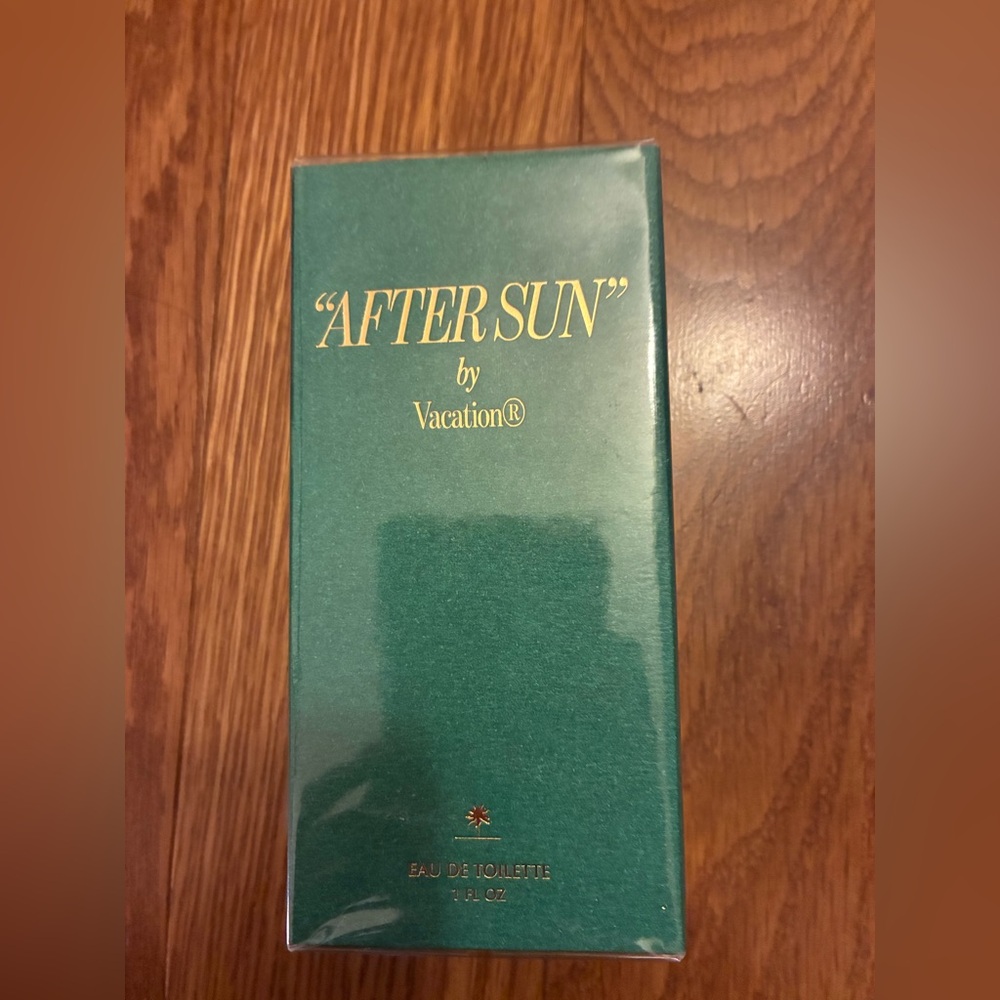 “AFTER SUN”
by
Vacation®
EAU DE TOILETTE
1 FL OZ